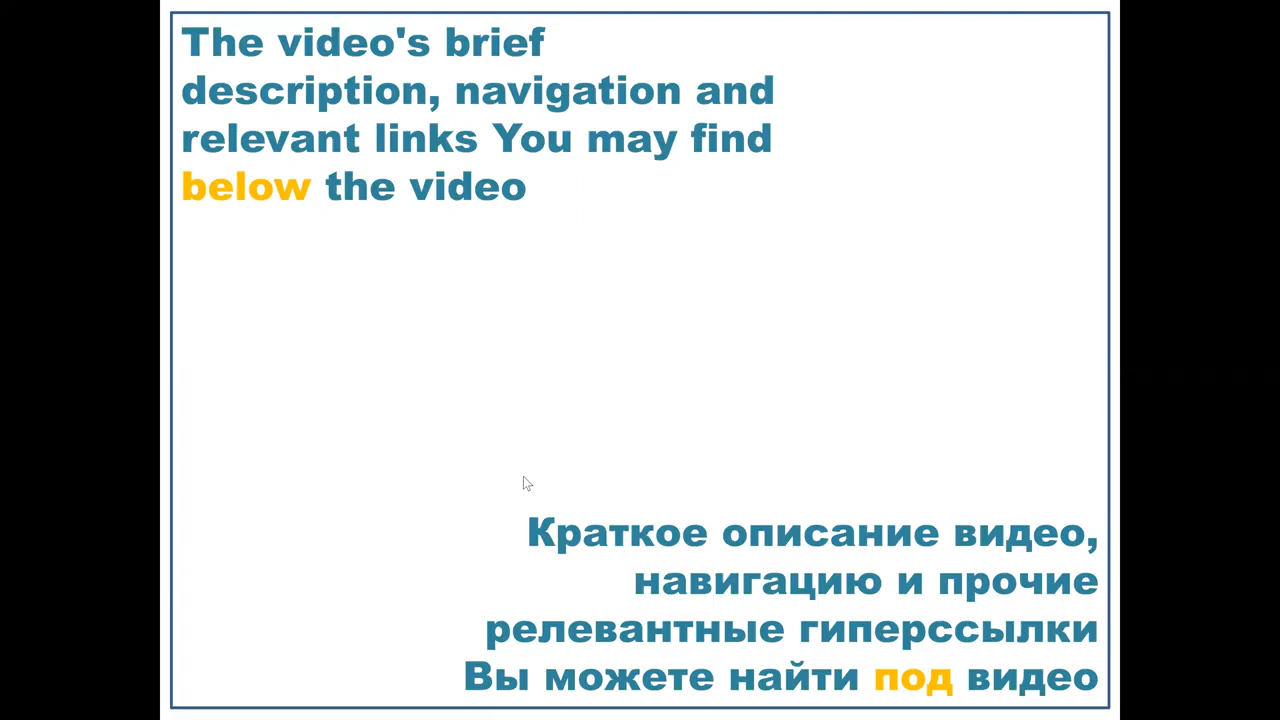 The video's brief
description, navigation and
relevant links You may find
below the video
Краткое описание видео,
навигацию и прочие
релевантные гиперссылки
Вы можете найти под видео